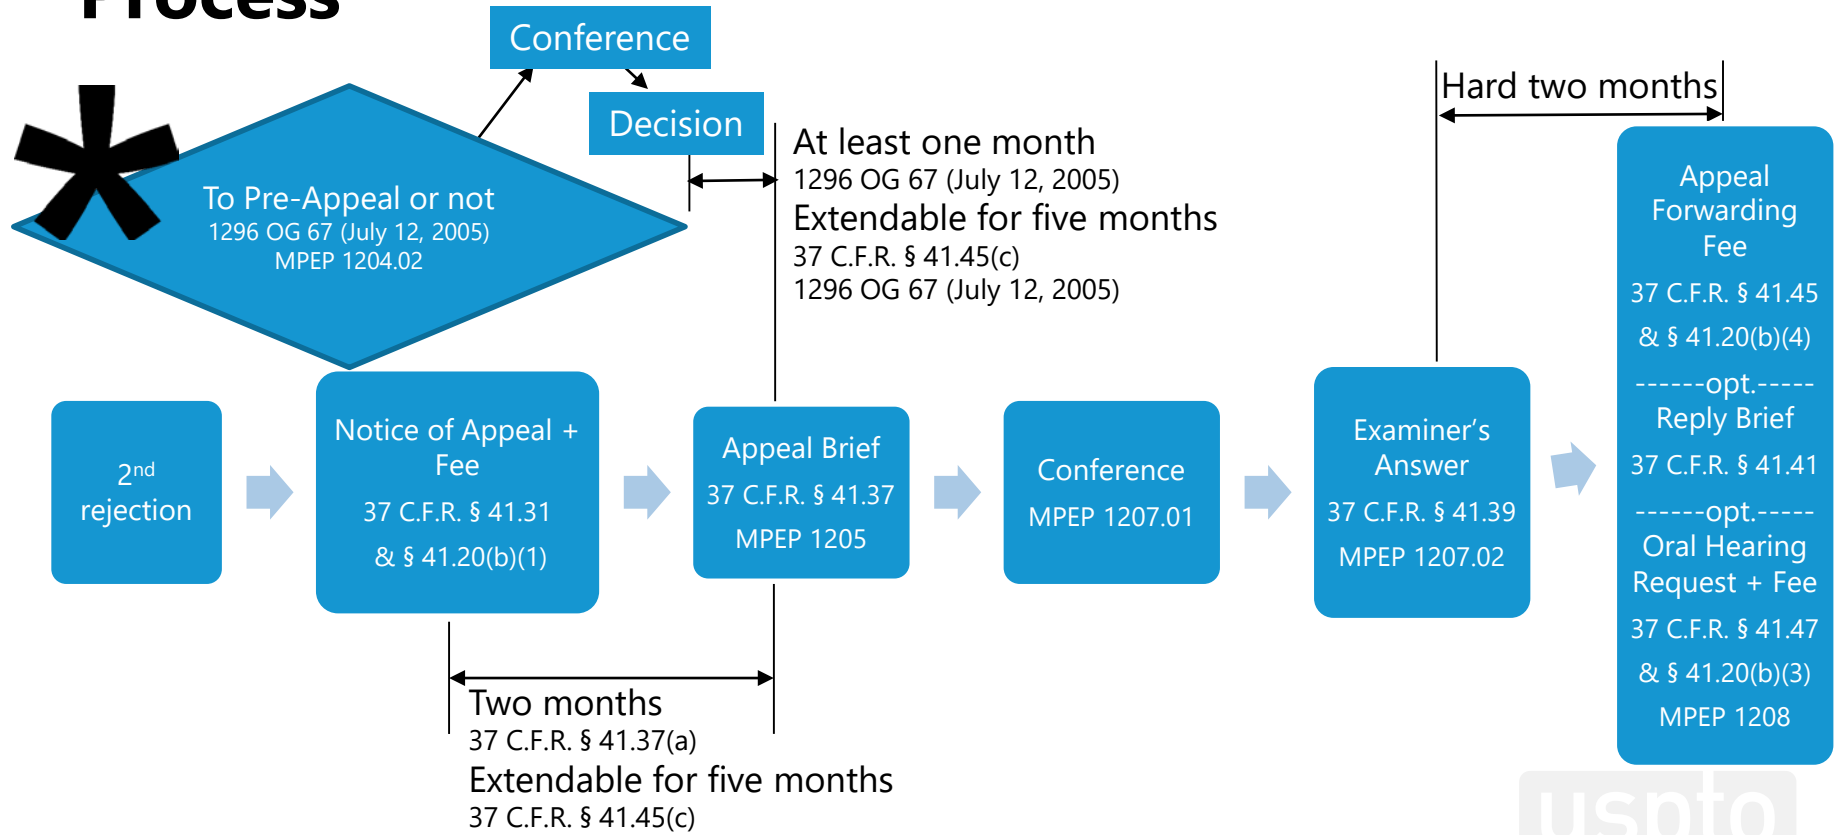 Process
Conference
Decision
To Pre-Appeal or not
1296 OG 67 (July 12, 2005)
MPEP 1204.02
At least one month
1296 OG 67 (July 12, 2005)
Extendable for five months
37 C.F.R. § 41.45(c)
1296 OG 67 (July 12, 2005)
Hard two months
2nd
rejection
Notice of Appeal +
Fee
37 C.F.R. § 41.31
& § 41.20(b)(1)
Appeal Brief
37 C.F.R. § 41.37
MPEP 1205
Conference
MPEP 1207.01
Examiner's
Answer
37 C.F.R. § 41.39
MPEP 1207.02
Appeal
Forwarding
Fee
37 C.F.R. § 41.45
& § 41.20(b)(4)
------opt.-----
Reply Brief
37 C.F.R. § 41.41
------opt.-----
Oral Hearing
Request + Fee
37 C.F.R. § 41.47
& § 41.20(b)(3)
MPEP 1208
Two months
37 C.F.R. § 41.37(a)
Extendable for five months
37 C.F.R. § 41.45(c)
uspto